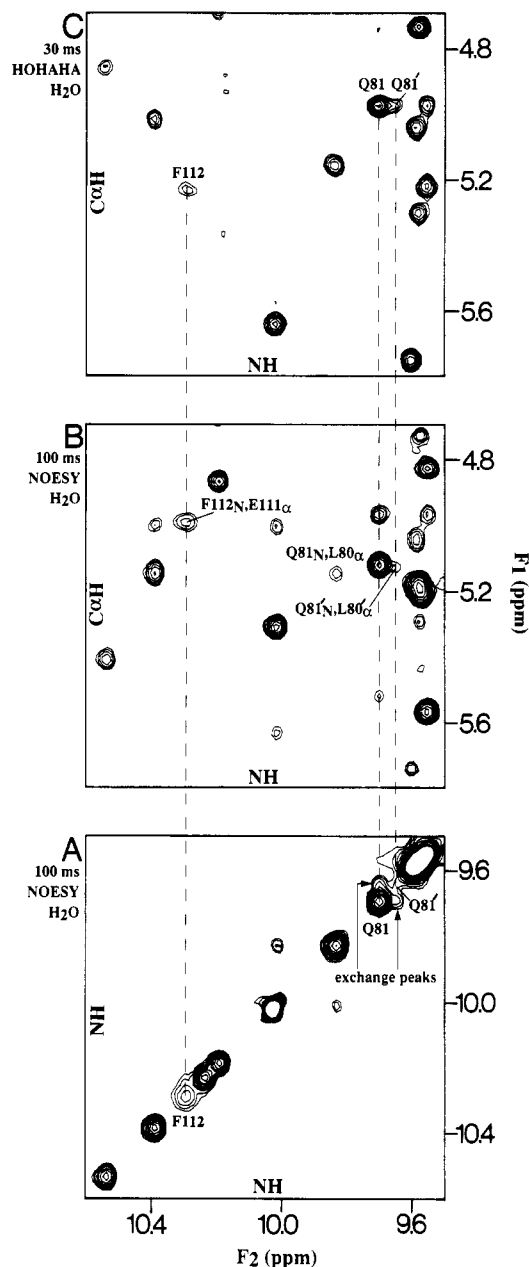 C
30 ms
HOHAHA
H2O
Q81 Q81′
F112
CαH
NH
4.8
5.2
5.6
B
100 ms
NOESY
H2O
F112N,E111α
Q81N,L80α
Q81′N,L80′α
CαH
NH
4.8
5.2
5.6
F1 (ppm)
A
100 ms
NOESY
H2O
Q81 Q81′
exchange peaks
F112
NH
NH
9.6
10.0
10.4
10.4 10.0 9.6
F2 (ppm)